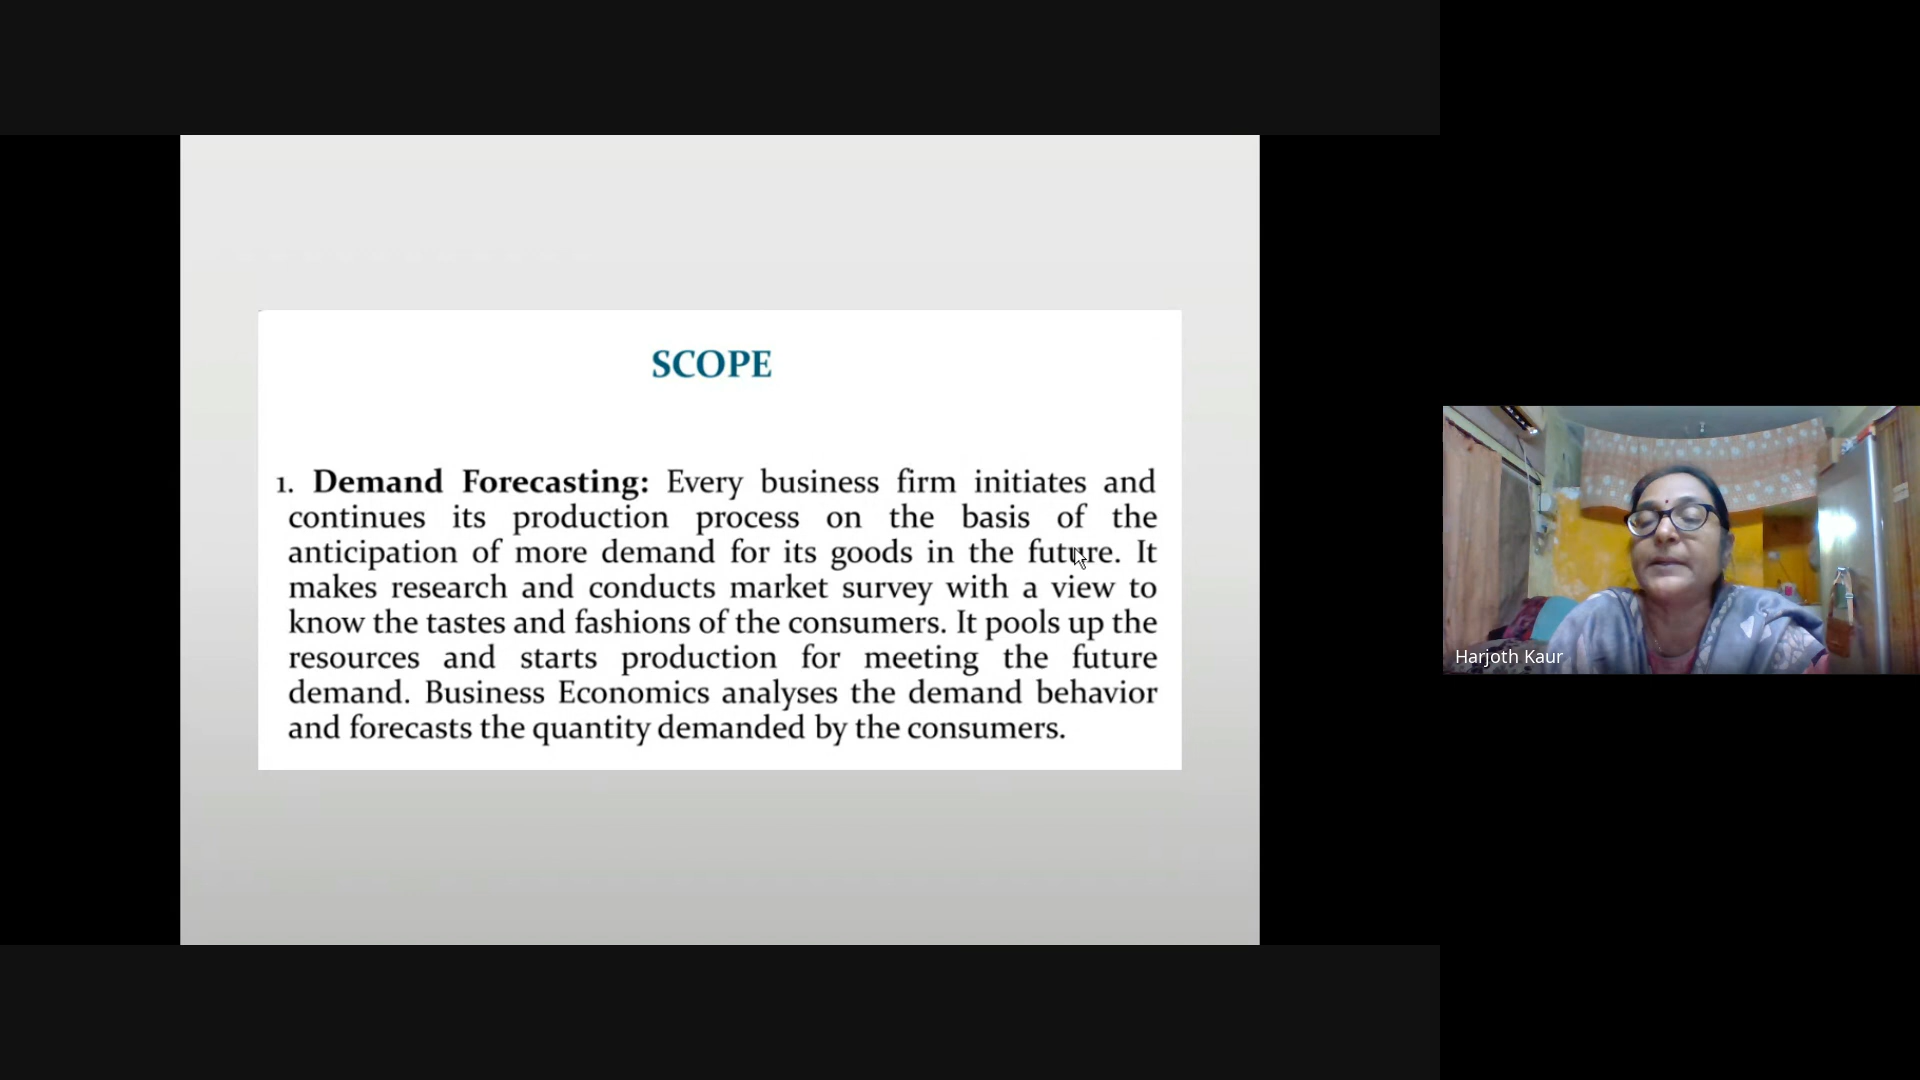 SCOPE
1. Demand Forecasting: Every business firm initiates and
continues its production process on the basis of the
anticipation of more demand for its goods in the future. It
makes research and conducts market survey with a view to
know the tastes and fashions of the consumers. It pools up the
resources and starts production for meeting the future
demand. Business Economics analyses the demand behavior
and forecasts the quantity demanded by the consumers.
Harjoth Kaur